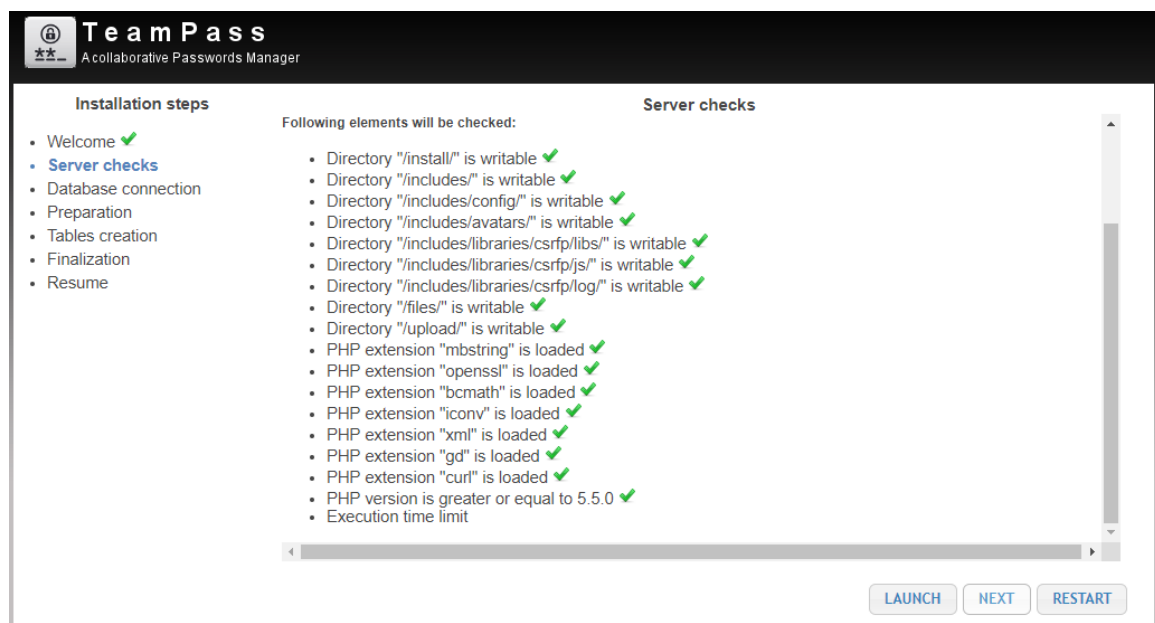 TeamPass
A collaborative Passwords Manager
Installation steps
Welcome
Server checks
Database connection
Preparation
Tables creation
Finalization
Resume
Server checks
Following elements will be checked:
Directory "/install/" is writable
Directory "/includes/" is writable
Directory "/includes/config/" is writable
Directory "/includes/avatars/" is writable
Directory "/includes/libraries/csrfp/libs/" is writable
Directory "/includes/libraries/csrfp/js/" is writable
Directory "/includes/libraries/csrfp/log/" is writable
Directory "/files/" is writable
Directory "/upload/" is writable
PHP extension "mbstring" is loaded
PHP extension "openssl" is loaded
PHP extension "bcmath" is loaded
PHP extension "iconv" is loaded
PHP extension "xml" is loaded
PHP extension "gd" is loaded
PHP extension "curl" is loaded
PHP version is greater or equal to 5.5.0
Execution time limit
LAUNCH NEXT RESTART